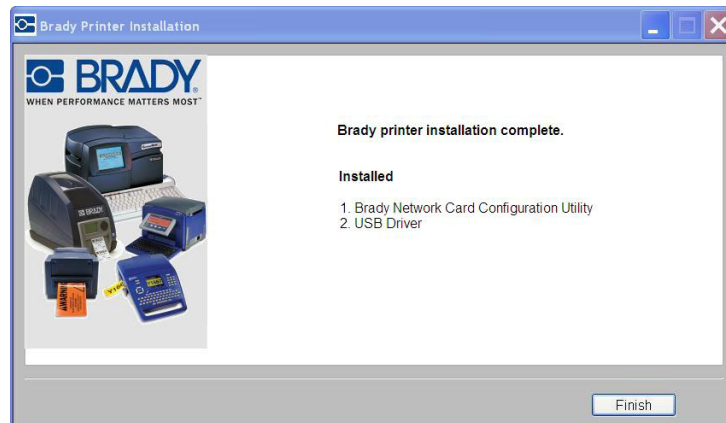 Brady Printer Installation
BRADY
WHEN PERFORMANCE MATTERS MOST™
Brady printer installation complete.
Installed
1. Brady Network Card Configuration Utility
2. USB Driver
Finish